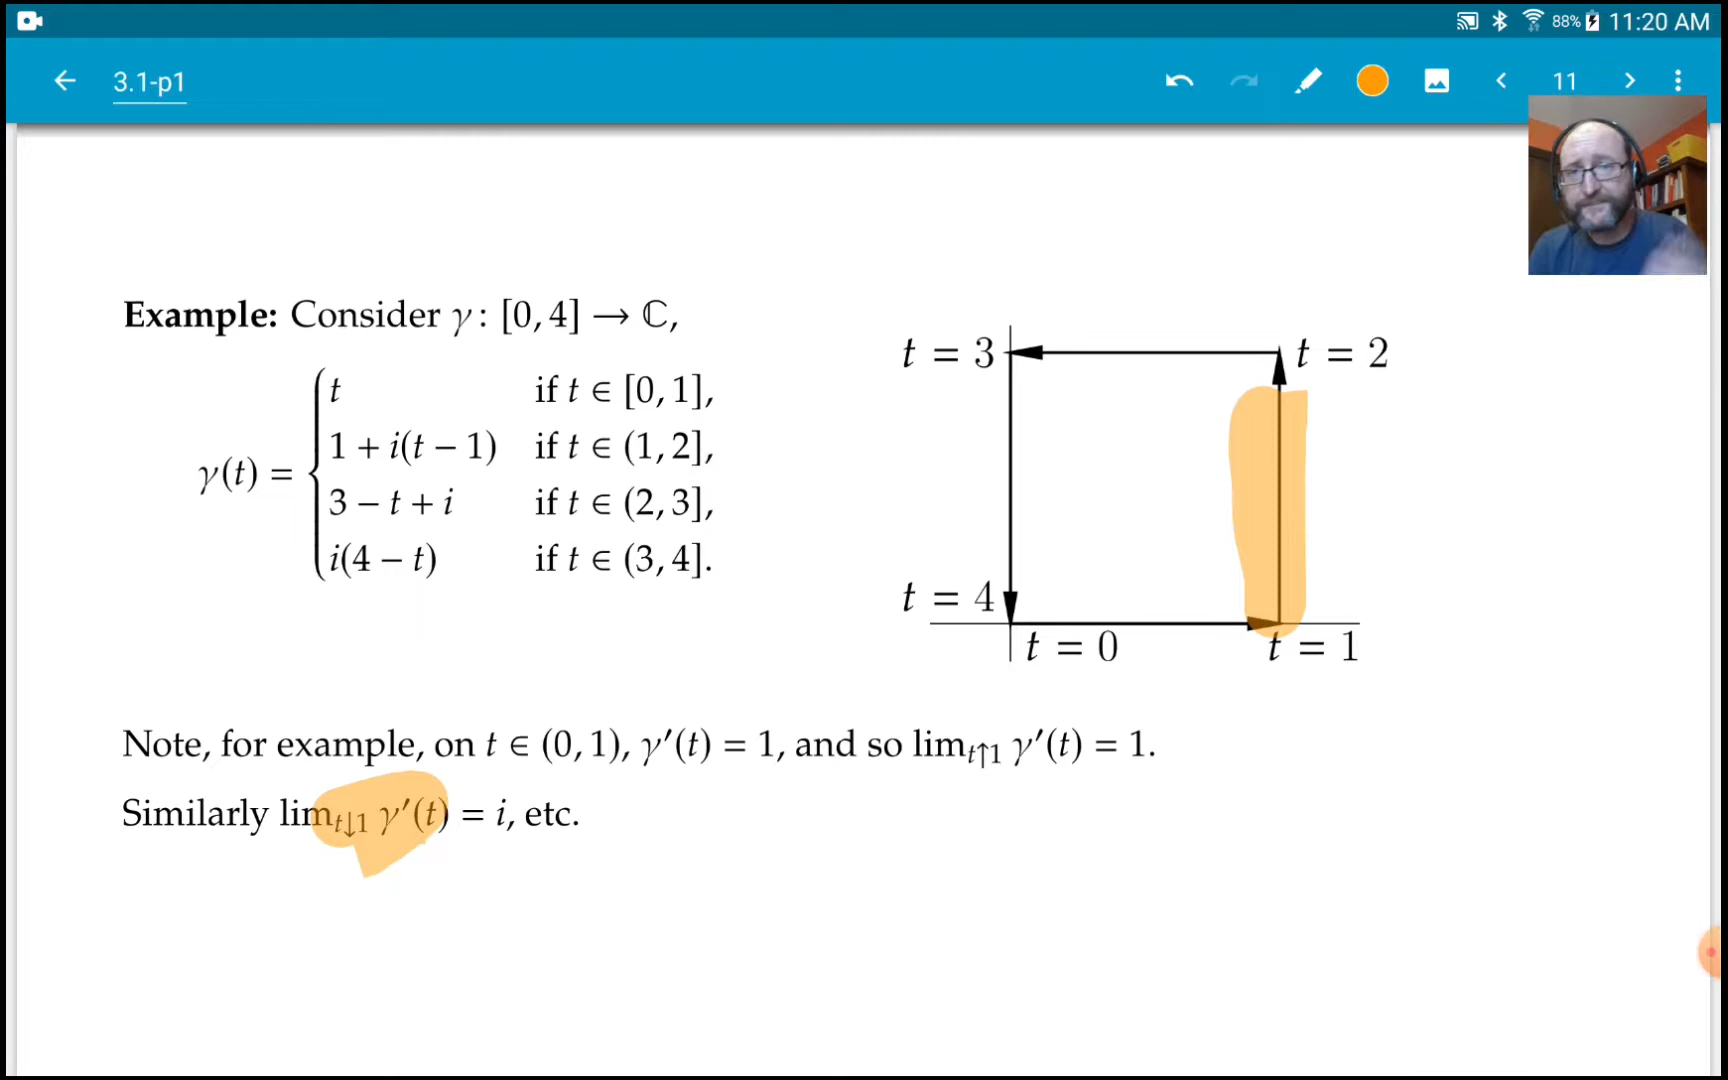 88% 11:20 AM
3.1-p1 11
Example: Consider γ: [0, 4] → ℂ,
γ(t) = { t if t ∈ [0, 1],
1 + i(t − 1) if t ∈ (1, 2],
3 − t + i if t ∈ (2, 3],
i(4 − t) if t ∈ (3, 4].
t = 3 t = 2
t = 4
t = 0 t = 1
Note, for example, on t ∈ (0, 1), γ′(t) = 1, and so lim_{t↑1} γ′(t) = 1.
Similarly lim_{t↓1} γ′(t) = i, etc.